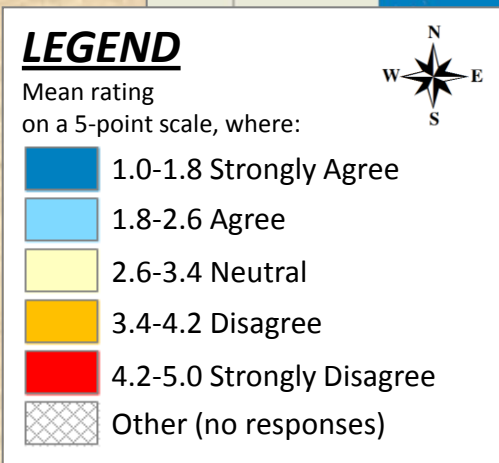 LEGEND
N
W
E
S
Mean rating
on a 5-point scale, where:
1.0-1.8 Strongly Agree
1.8-2.6 Agree
2.6-3.4 Neutral
3.4-4.2 Disagree
4.2-5.0 Strongly Disagree
Other (no responses)